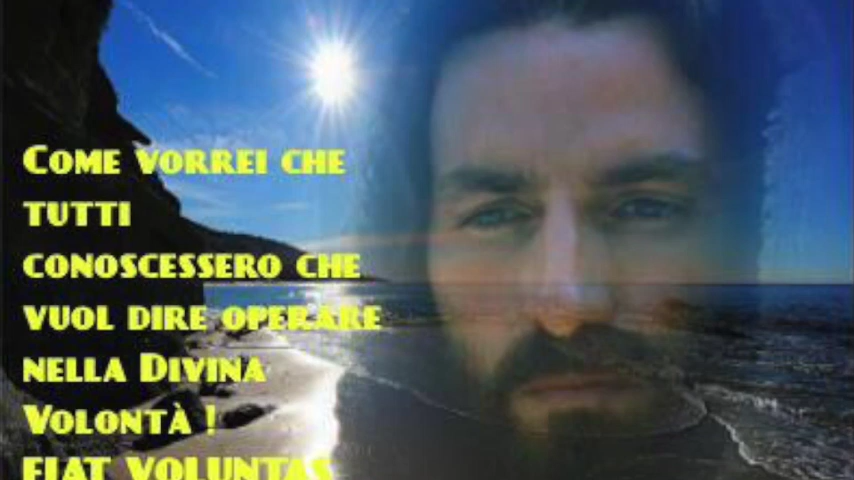 Come vorrei che
tutti
conoscessero che
vuol dire operare
nella Divina
Volontà !
FIAT VOLUNTAS